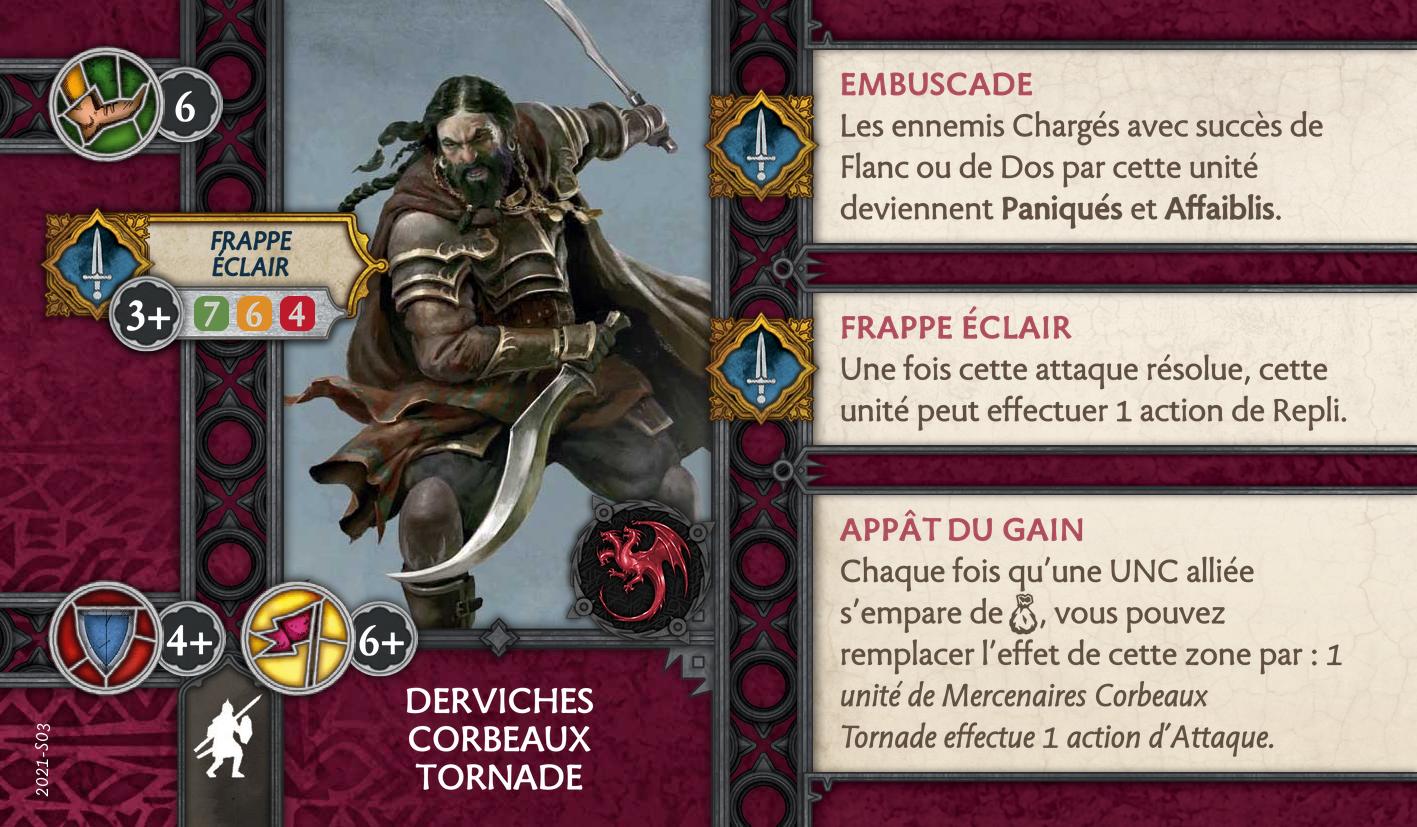 6
FRAPPE
ÉCLAIR
3+ 7 6 4
4+ 6+
DERVICHES
CORBEAUX
TORNADE
2021-S03
EMBUSCADE
Les ennemis Chargés avec succès de
Flanc ou de Dos par cette unité
deviennent Paniqués et Affaiblis.
FRAPPE ÉCLAIR
Une fois cette attaque résolue, cette
unité peut effectuer 1 action de Repli.
APPÂT DU GAIN
Chaque fois qu’une UNC alliée
s’empare de , vous pouvez
remplacer l’effet de cette zone par : 1
unité de Mercenaires Corbeaux
Tornade effectue 1 action d’Attaque.